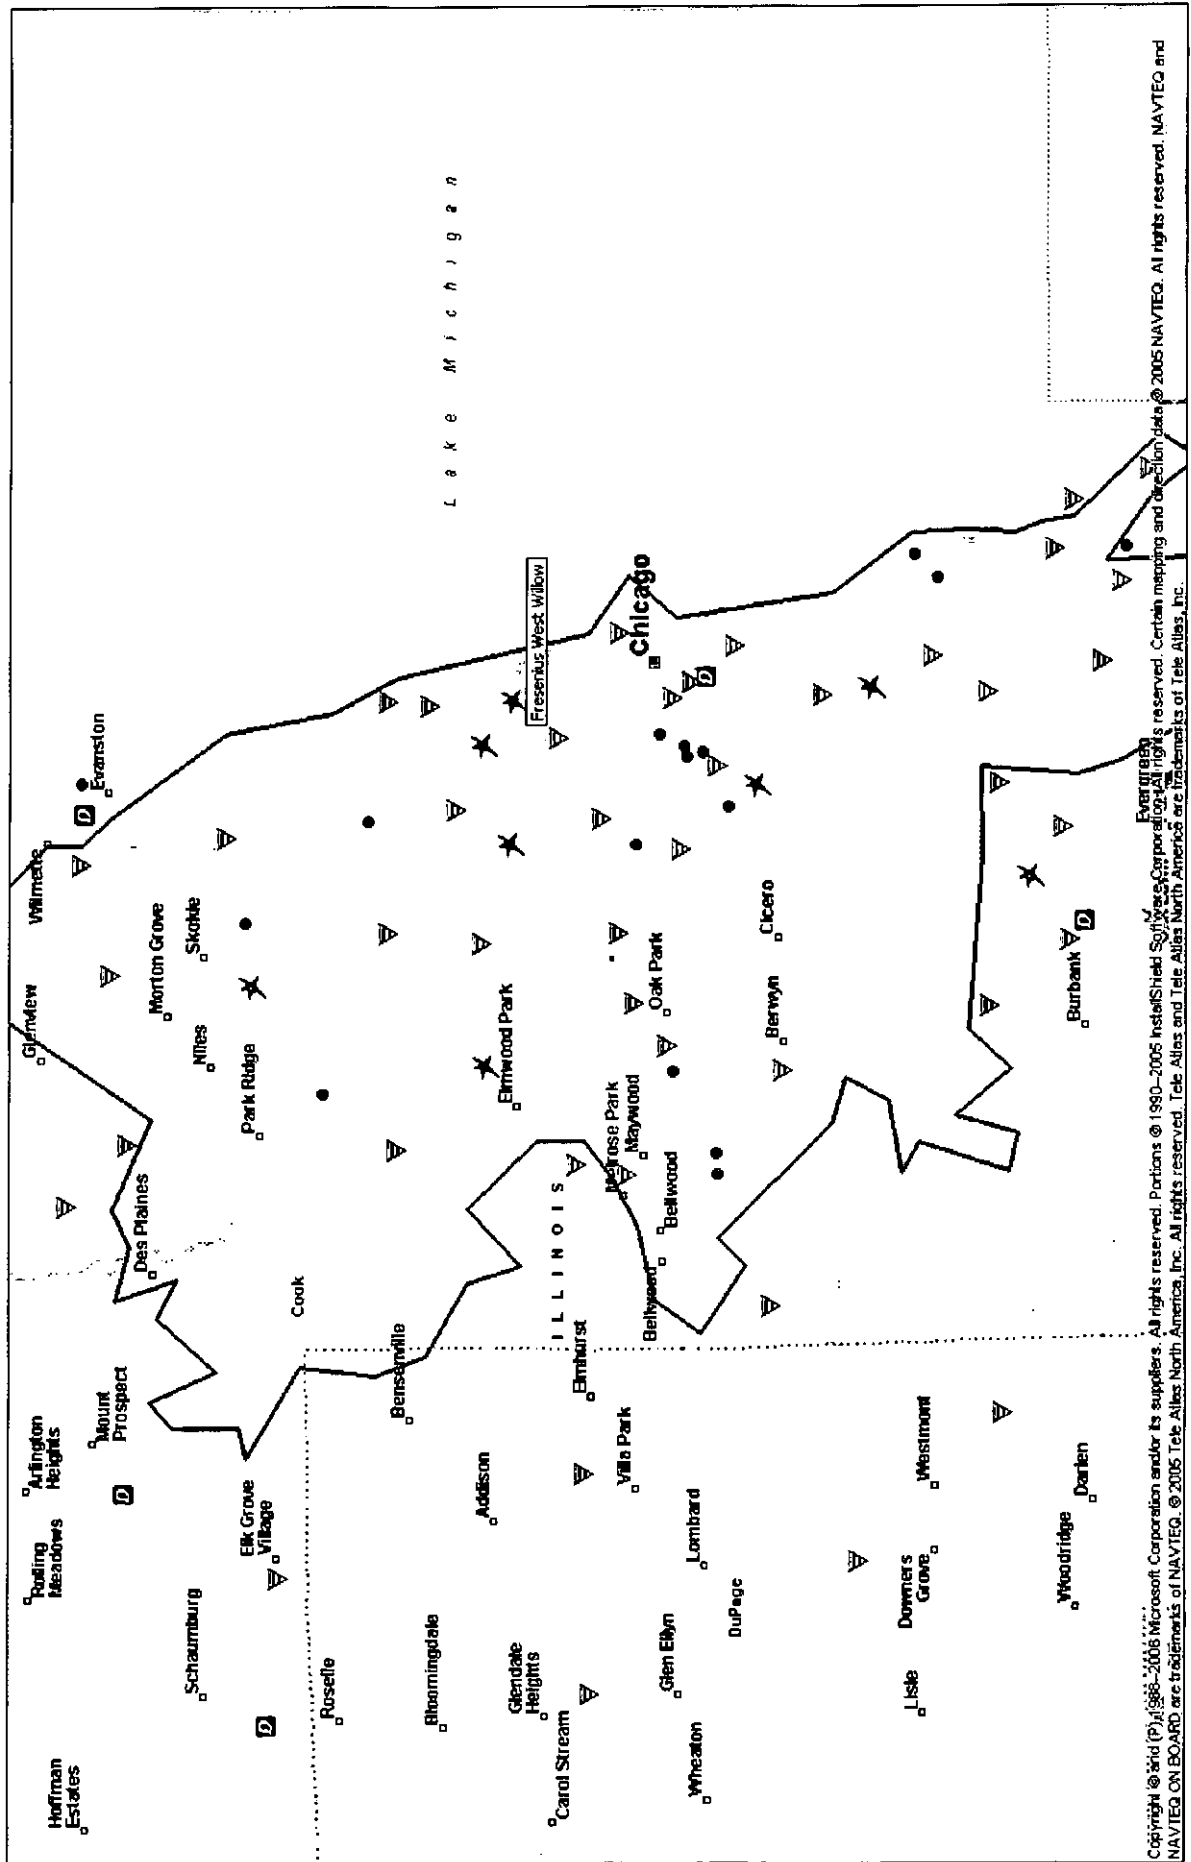 Hoffman
Estates
Rolling
Meadows
Arlington
Heights
Glenview
Wilmette
Mount
Prospect
Evanston
Des Plaines
Morton Grove
Schaumburg
Niles
Skokie
Elk Grove
Village
Park Ridge
Cook
Roselle
Bensenville
Bloomingdale
Lake Michigan
Addison
Elmwood Park
Glendale
Heights
Fresenius West Willow
Carol Stream
ILLINOIS
Elmhurst
Melrose Park
Villa Park
Maywood
Chicago
Bellwood
Bellwood
Oak Park
Glen Ellyn
Lombard
Wheaton
DuPage
Cicero
Berwyn
Downers
Grove
Westmont
Lisle
Woodridge
Darien
Burbank
Evergreen
Copyright © and (P) 1988–2006 Microsoft Corporation and/or its suppliers. All rights reserved. Portions © 1990–2005 InstallShield Software Corporation. All rights reserved. Certain mapping and direction data © 2005 NAVTEQ. All rights reserved. NAVTEQ and
NAVTEQ ON BOARD are trademarks of NAVTEQ. © 2005 Tele Atlas North America, Inc. All rights reserved. Tele Atlas and Tele Atlas North America are trademarks of Tele Atlas, Inc.